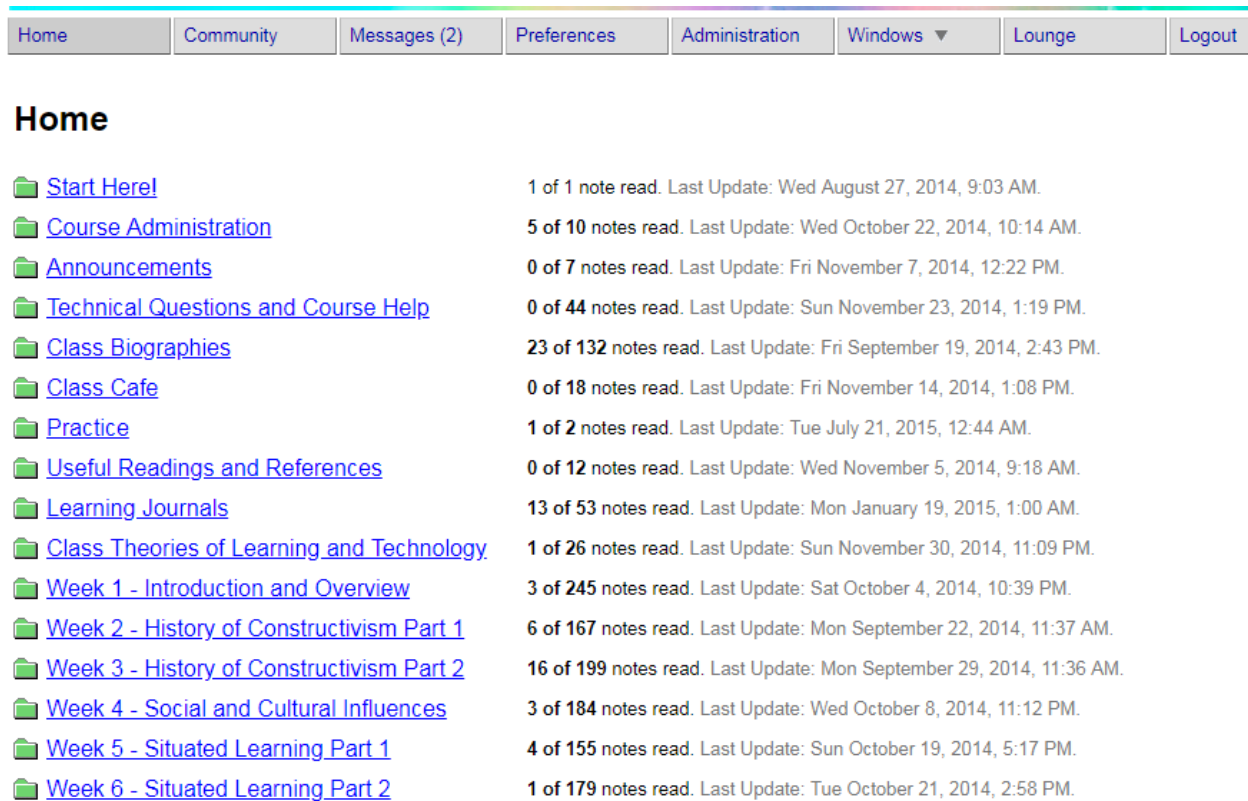 Home Community Messages (2) Preferences Administration Windows ▼ Lounge Logout
Home
Start Here! 1 of 1 note read. Last Update: Wed August 27, 2014, 9:03 AM.
Course Administration 5 of 10 notes read. Last Update: Wed October 22, 2014, 10:14 AM.
Announcements 0 of 7 notes read. Last Update: Fri November 7, 2014, 12:22 PM.
Technical Questions and Course Help 0 of 44 notes read. Last Update: Sun November 23, 2014, 1:19 PM.
Class Biographies 23 of 132 notes read. Last Update: Fri September 19, 2014, 2:43 PM.
Class Cafe 0 of 18 notes read. Last Update: Fri November 14, 2014, 1:08 PM.
Practice 1 of 2 notes read. Last Update: Tue July 21, 2015, 12:44 AM.
Useful Readings and References 0 of 12 notes read. Last Update: Wed November 5, 2014, 9:18 AM.
Learning Journals 13 of 53 notes read. Last Update: Mon January 19, 2015, 1:00 AM.
Class Theories of Learning and Technology 1 of 26 notes read. Last Update: Sun November 30, 2014, 11:09 PM.
Week 1 - Introduction and Overview 3 of 245 notes read. Last Update: Sat October 4, 2014, 10:39 PM.
Week 2 - History of Constructivism Part 1 6 of 167 notes read. Last Update: Mon September 22, 2014, 11:37 AM.
Week 3 - History of Constructivism Part 2 16 of 199 notes read. Last Update: Mon September 29, 2014, 11:36 AM.
Week 4 - Social and Cultural Influences 3 of 184 notes read. Last Update: Wed October 8, 2014, 11:12 PM.
Week 5 - Situated Learning Part 1 4 of 155 notes read. Last Update: Sun October 19, 2014, 5:17 PM.
Week 6 - Situated Learning Part 2 1 of 179 notes read. Last Update: Tue October 21, 2014, 2:58 PM.